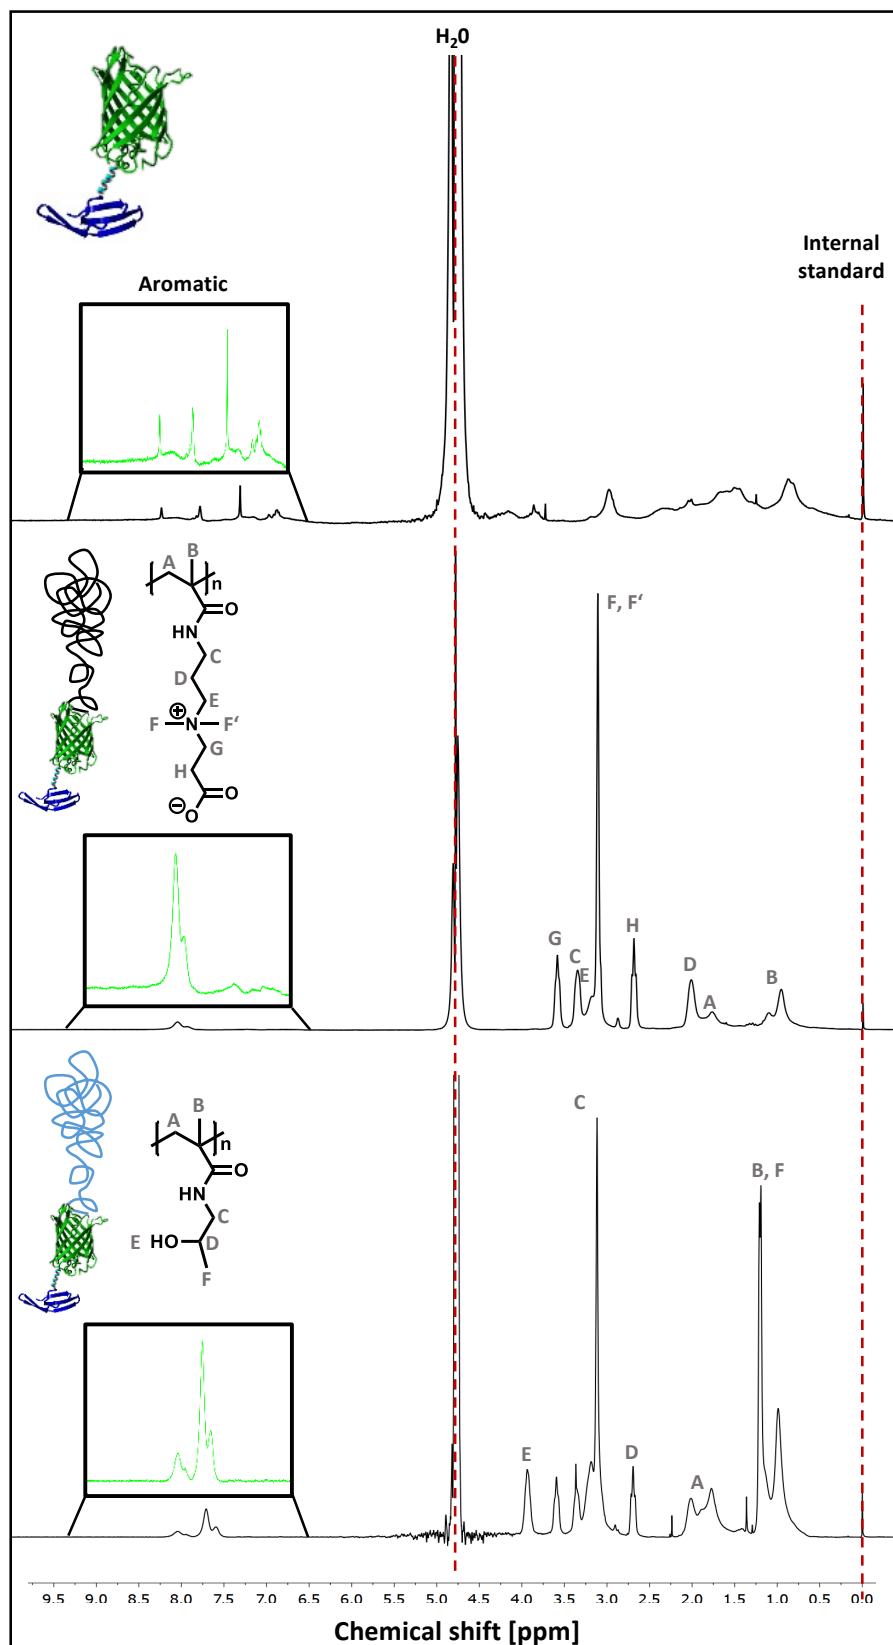 H₂0
Internal
standard
Aromatic
A
B
n
O
HN
C
D
E
F
N
⊕
F‘
G
H
O
⊖
O
F, F‘
G
C
E
H
D
A
B
A
B
n
O
HN
C
E
HO
D
F
C
B, F
E
D
A
9.5 9.0 8.5 8.0 7.5 7.0 6.5 6.0 5.5 5.0 4.5 4.0 3.5 3.0 2.5 2.0 1.5 1.0 0.5 0.0
Chemical shift [ppm]